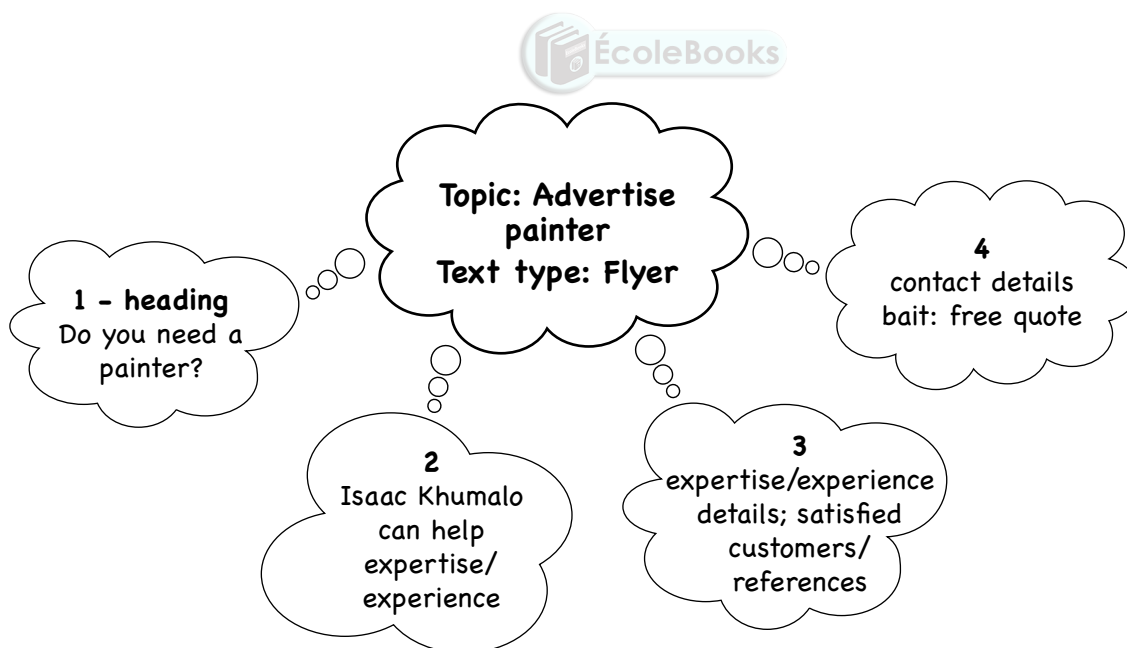 ÉcoleBooks
Topic: Advertise
painter
Text type: Flyer
1 – heading
Do you need a
painter?
2
Isaac Khumalo
can help
expertise/
experience
3
expertise/experience
details; satisfied
customers/
references
4
contact details
bait: free quote